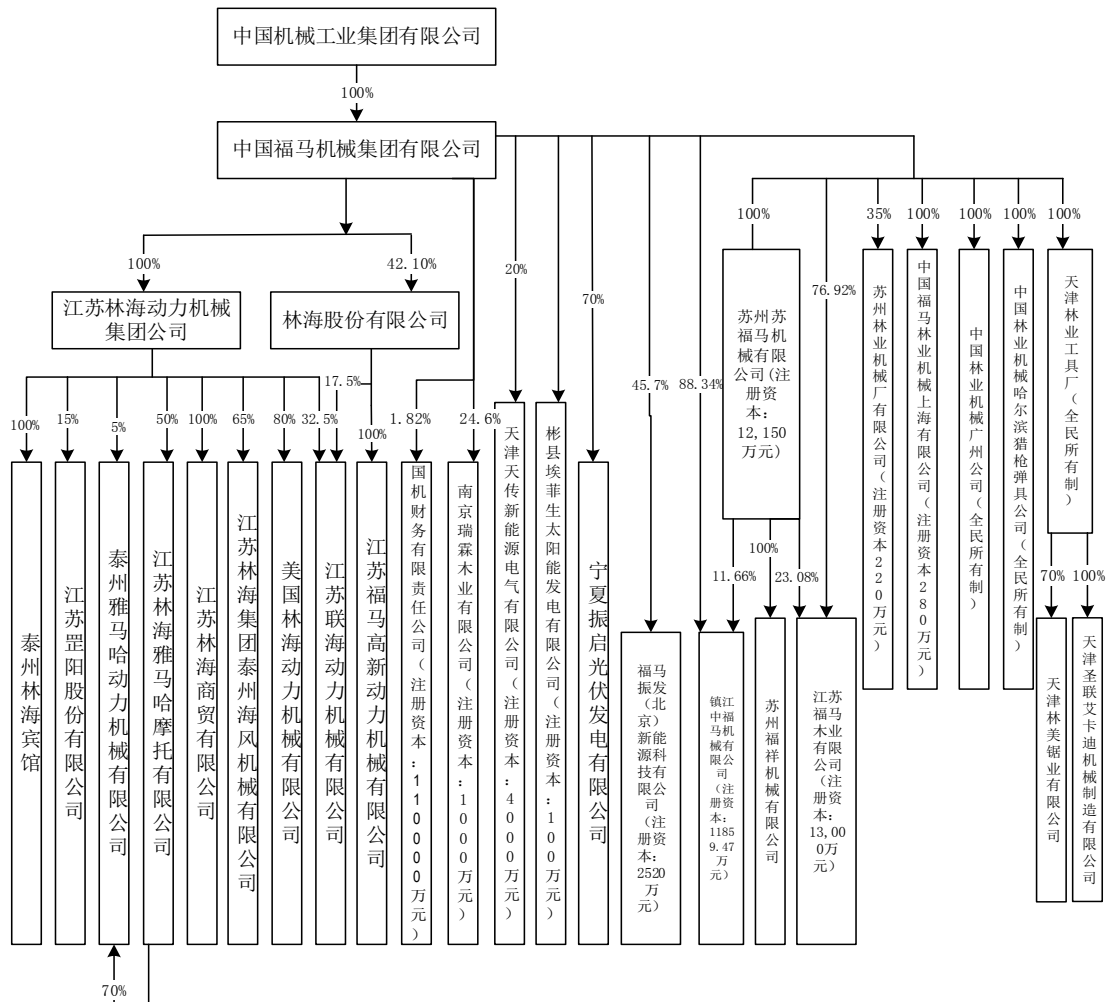 中国机械工业集团有限公司
100%
中国福马机械集团有限公司
100%
42.10%
20%
70%
45.7%
88.34%
100%
76.92%
35%
100%
100%
100%
100%
江苏林海动力机械
集团公司
林海股份有限公司
100%
15%
5%
50%
100%
65%
80%
32.5%
17.5%
100%
1.82%
24.6%
泰州林海宾馆
江苏罡阳股份有限公司
泰州雅马哈动力机械有限公司
江苏林海雅马哈摩托有限公司
江苏林海商贸有限公司
江苏林海集团泰州海风机械有限公司
美国林海动力机械有限公司
江苏联海动力机械有限公司
江苏福马高新动力机械有限公司
国机财务有限责任公司(注册资本:110000万元)
南京瑞霖木业有限公司(注册资本:1000万元)
天津天传新能源电气有限公司(注册资本:4000万元)
彬县埃菲生太阳能发电有限公司(注册资本:100万元)
宁夏振启光伏发电有限公司
福马
振发
(北
京)
新能
源科
技有
限公司
(注
册资
本:
2520
万元)
苏州苏
福马机
械有限
公司(注
册资
本:
12,150
万元)
11.66%
100%
23.08%
镇江
中福
马机
械有
限公司
(注
册资
本:
1185
9.47万
元)
苏州福祥机械有限公司
江苏
福马
木业
有限
公司
(注
册资
本:
13,00
0万
元)
苏州林业机械厂有限公司(注册资本220万元)
中国福马林业机械上海有限公司(注册资本280万元)
中国林业机械广州公司(全民所有制)
中国林业机械哈尔滨猎枪弹具公司(全民所有制)
天津林业工具厂(全民所有制)
70%
100%
天津林美锯业有限公司
天津圣联艾卡迪机械制造有限公司
70%